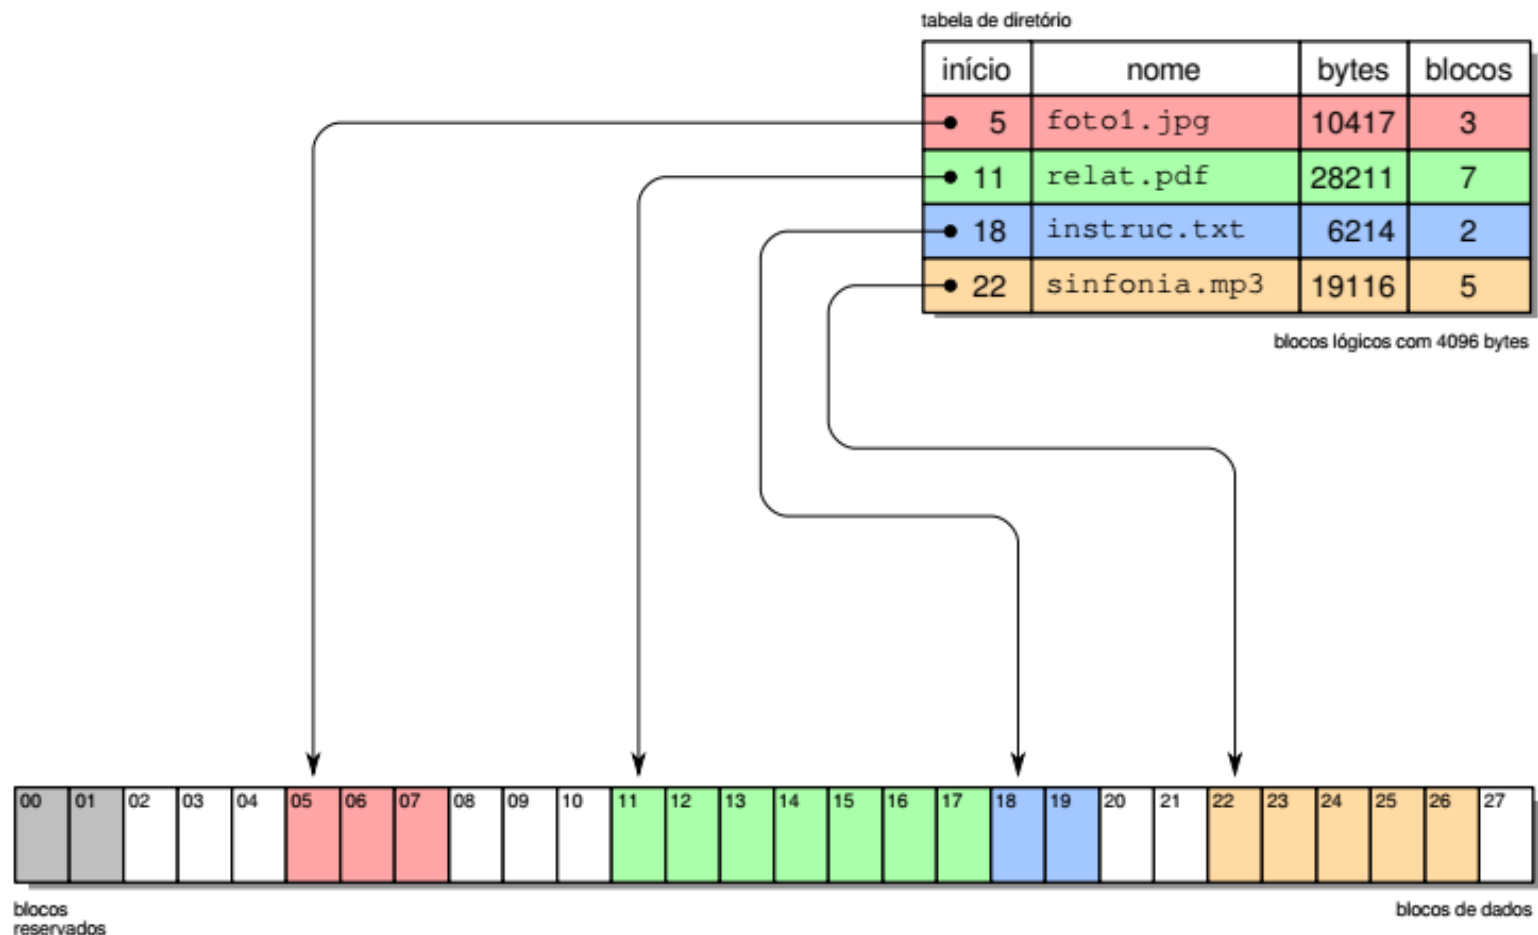 tabela de diretório
início nome bytes blocos
5 foto1.jpg 10417 3
11 relat.pdf 28211 7
18 instruc.txt 6214 2
22 sinfonia.mp3 19116 5
blocos lógicos com 4096 bytes
00 01 02 03 04 05 06 07 08 09 10 11 12 13 14 15 16 17 18 19 20 21 22 23 24 25 26 27
blocos
reservados
blocos de dados